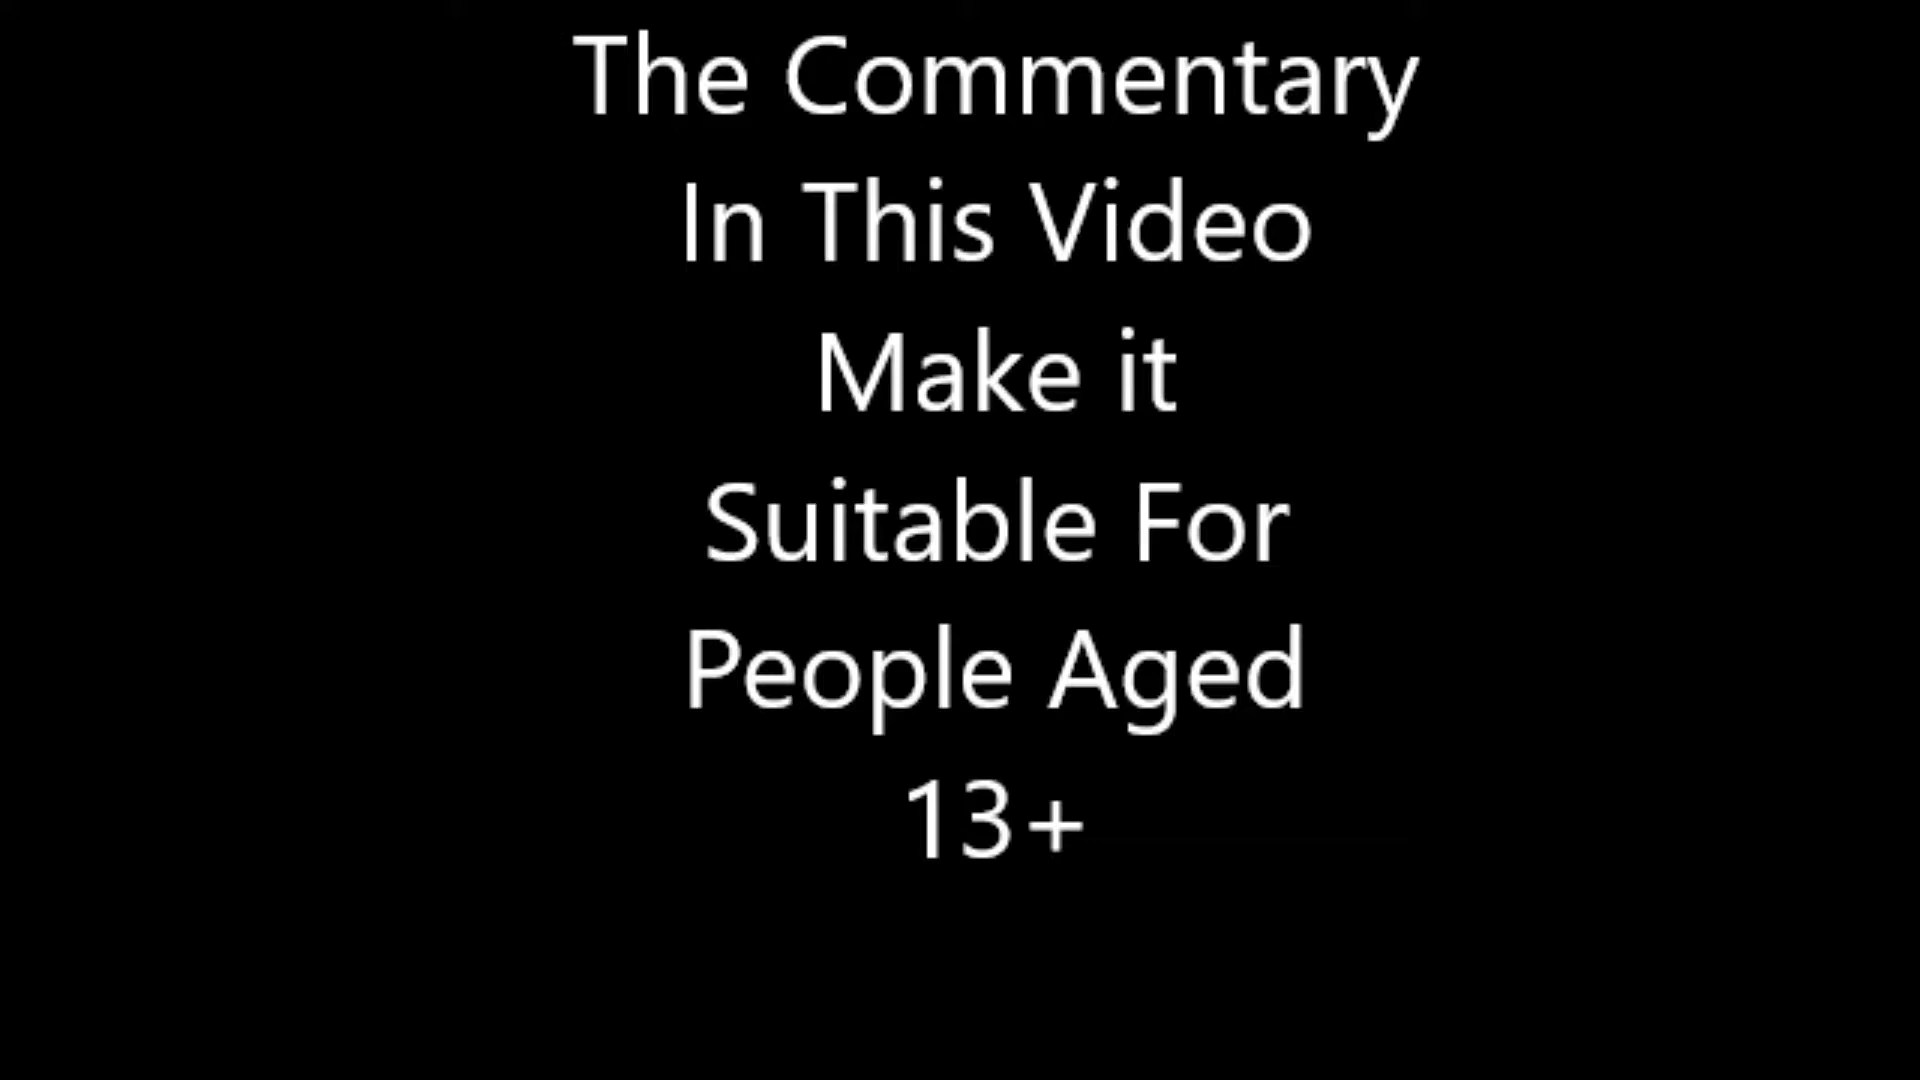 The Commentary
In This Video
Make it
Suitable For
People Aged
13+